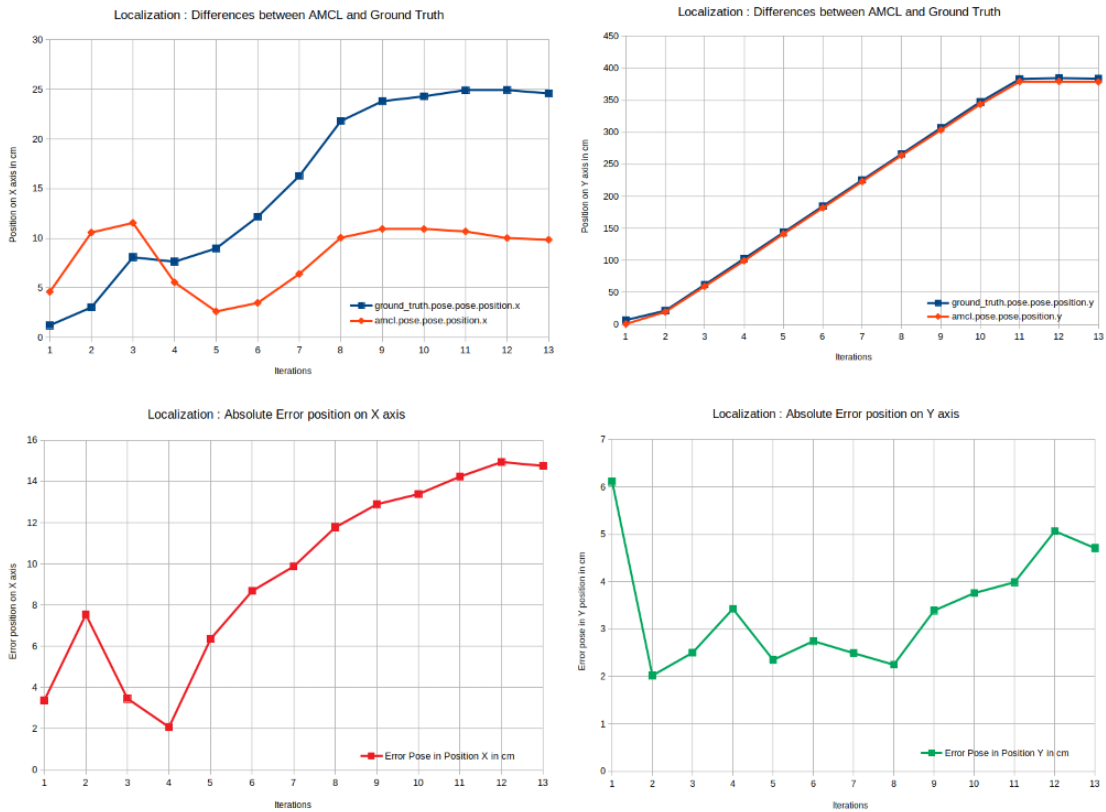 Localization : Differences between AMCL and Ground Truth
30
25
20
15
10
5
0
Position on X axis in cm
ground_truth.pose.pose.position.x
amcl.pose.pose.position.x
1 2 3 4 5 6 7 8 9 10 11 12 13
Iterations
Localization : Differences between AMCL and Ground Truth
450
400
350
300
250
200
150
100
50
0
Position on Y axis in cm
ground_truth.pose.pose.position.y
amcl.pose.pose.position.y
1 2 3 4 5 6 7 8 9 10 11 12 13
Iterations
Localization : Absolute Error position on X axis
16
14
12
10
8
6
4
2
0
Error position on X axis
Error Pose in Position X in cm
1 2 3 4 5 6 7 8 9 10 11 12 13
Iterations
Localization : Absolute Error position on Y axis
7
6
5
4
3
2
1
0
Error pose in Y position in cm
Error Pose in Position Y in cm
1 2 3 4 5 6 7 8 9 10 11 12 13
Iterations